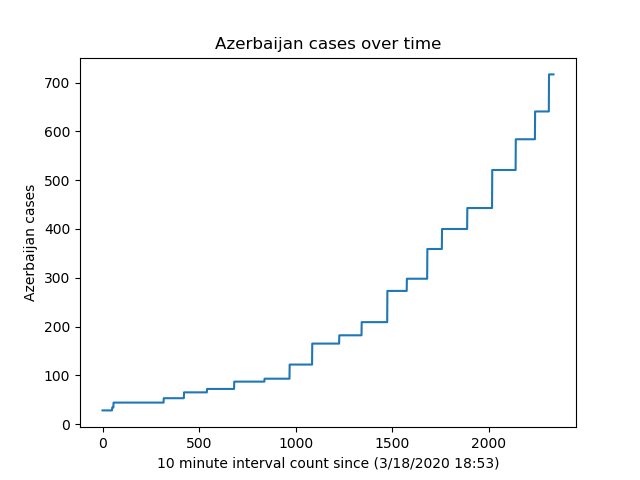 Azerbaijan cases over time
700
600
500
400
300
200
100
0
Azerbaijan cases
0 500 1000 1500 2000
10 minute interval count since (3/18/2020 18:53)